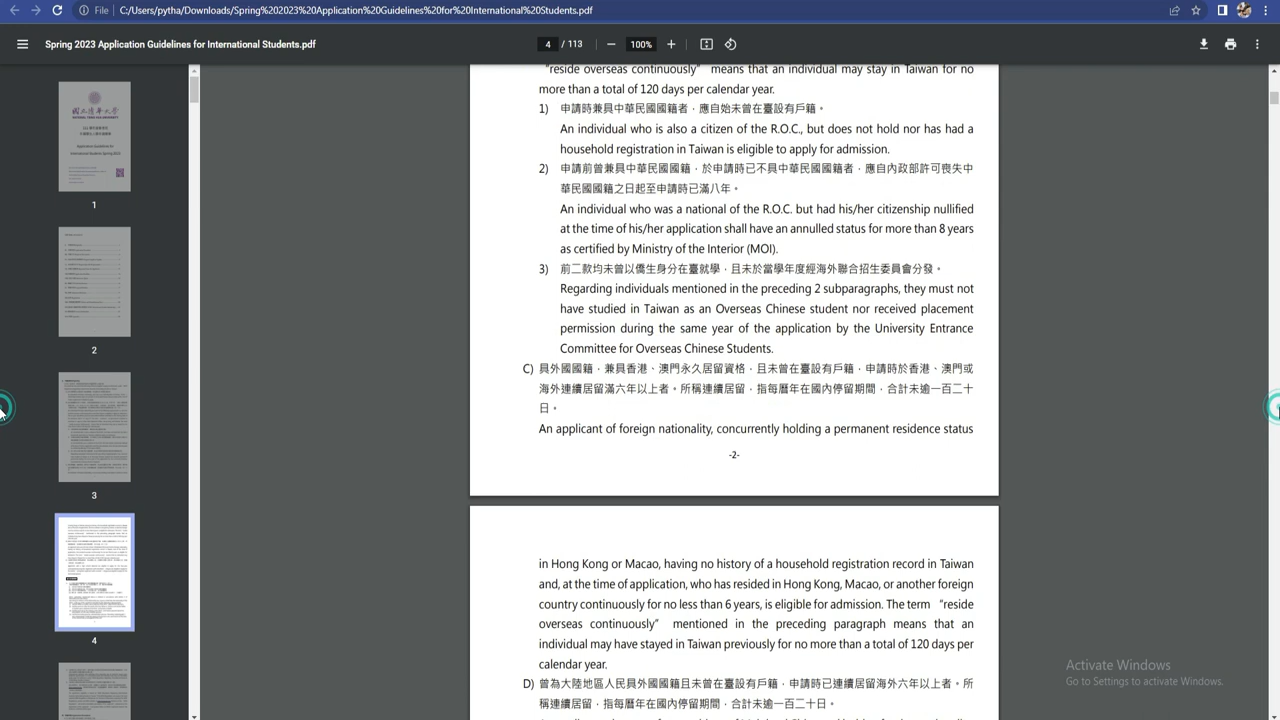 File
C:/Users/pytha/Downloads/Spring%202023%20Application%20Guidelines%20for%20International%20Students.pdf
Spring 2023 Application Guidelines for International Students.pdf
4 / 113
100%
1
2
3
4
"reside overseas continuously" means that an individual may stay in Taiwan for no
more than a total of 120 days per calendar year.
1) 申請時兼具中華民國國籍者，應自始未曾在臺設有戶籍。
An individual who is also a citizen of the R.O.C., but does not hold nor has had a
household registration in Taiwan is eligible to apply for admission.
2) 申請前曾兼具中華民國國籍，於申請時已不具中華民國國籍者，應自內政部許可喪失中
華民國國籍之日起至申請時已滿八年。
An individual who was a national of the R.O.C. but had his/her citizenship nullified
at the time of his/her application shall have an annulled status for more than 8 years
as certified by Ministry of the Interior (MOI).
3) 前二款均未曾以僑生身分在臺就學，且未於當學年度經海外聯合招生委員會分發。
Regarding individuals mentioned in the preceding 2 subparagraphs, they must not
have studied in Taiwan as an Overseas Chinese student nor received placement
permission during the same year of the application by the University Entrance
Committee for Overseas Chinese Students.
C) 具外國國籍，兼具香港、澳門永久居留資格，且未曾在臺設有戶籍，申請時於香港、澳門或
海外連續居留滿六年以上者。所稱連續居留，指每曆年在國內停留期間，合計未逾一百二十
日。
An applicant of foreign nationality, concurrently holding a permanent residence status
-2-
in Hong Kong or Macao, having no history of household registration record in Taiwan
and, at the time of application, who has resided in Hong Kong, Macao, or another foreign
country continuously for no less than 6 years, is eligible for admission. The term "reside
overseas continuously" mentioned in the preceding paragraph means that an
individual may have stayed in Taiwan previously for no more than a total of 120 days per
calendar year.
D) 曾為大陸地區人民具外國國籍且未曾在臺設有戶籍，申請時已連續居留海外六年以上者。所
稱連續居留，指每曆年在國內停留期間，合計未逾一百二十日。
Activate Windows
Go to Settings to activate Windows.